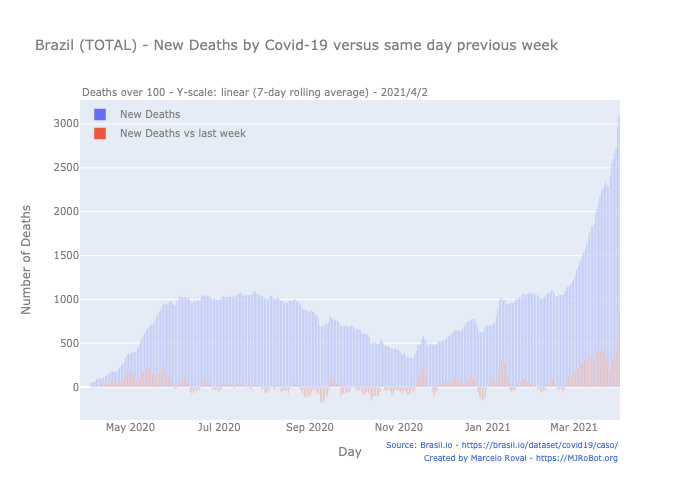 Brazil (TOTAL) - New Deaths by Covid-19 versus same day previous week
Deaths over 100 - Y-scale: linear (7-day rolling average) - 2021/4/2
New Deaths
New Deaths vs last week
3000
2500
2000
1500
1000
500
0
Number of Deaths
May 2020
Jul 2020
Sep 2020
Nov 2020
Jan 2021
Mar 2021
Day
Source: Brasil.io - https://brasil.io/dataset/covid19/caso/
Created by Marcelo Rovai - https://MJRoBot.org